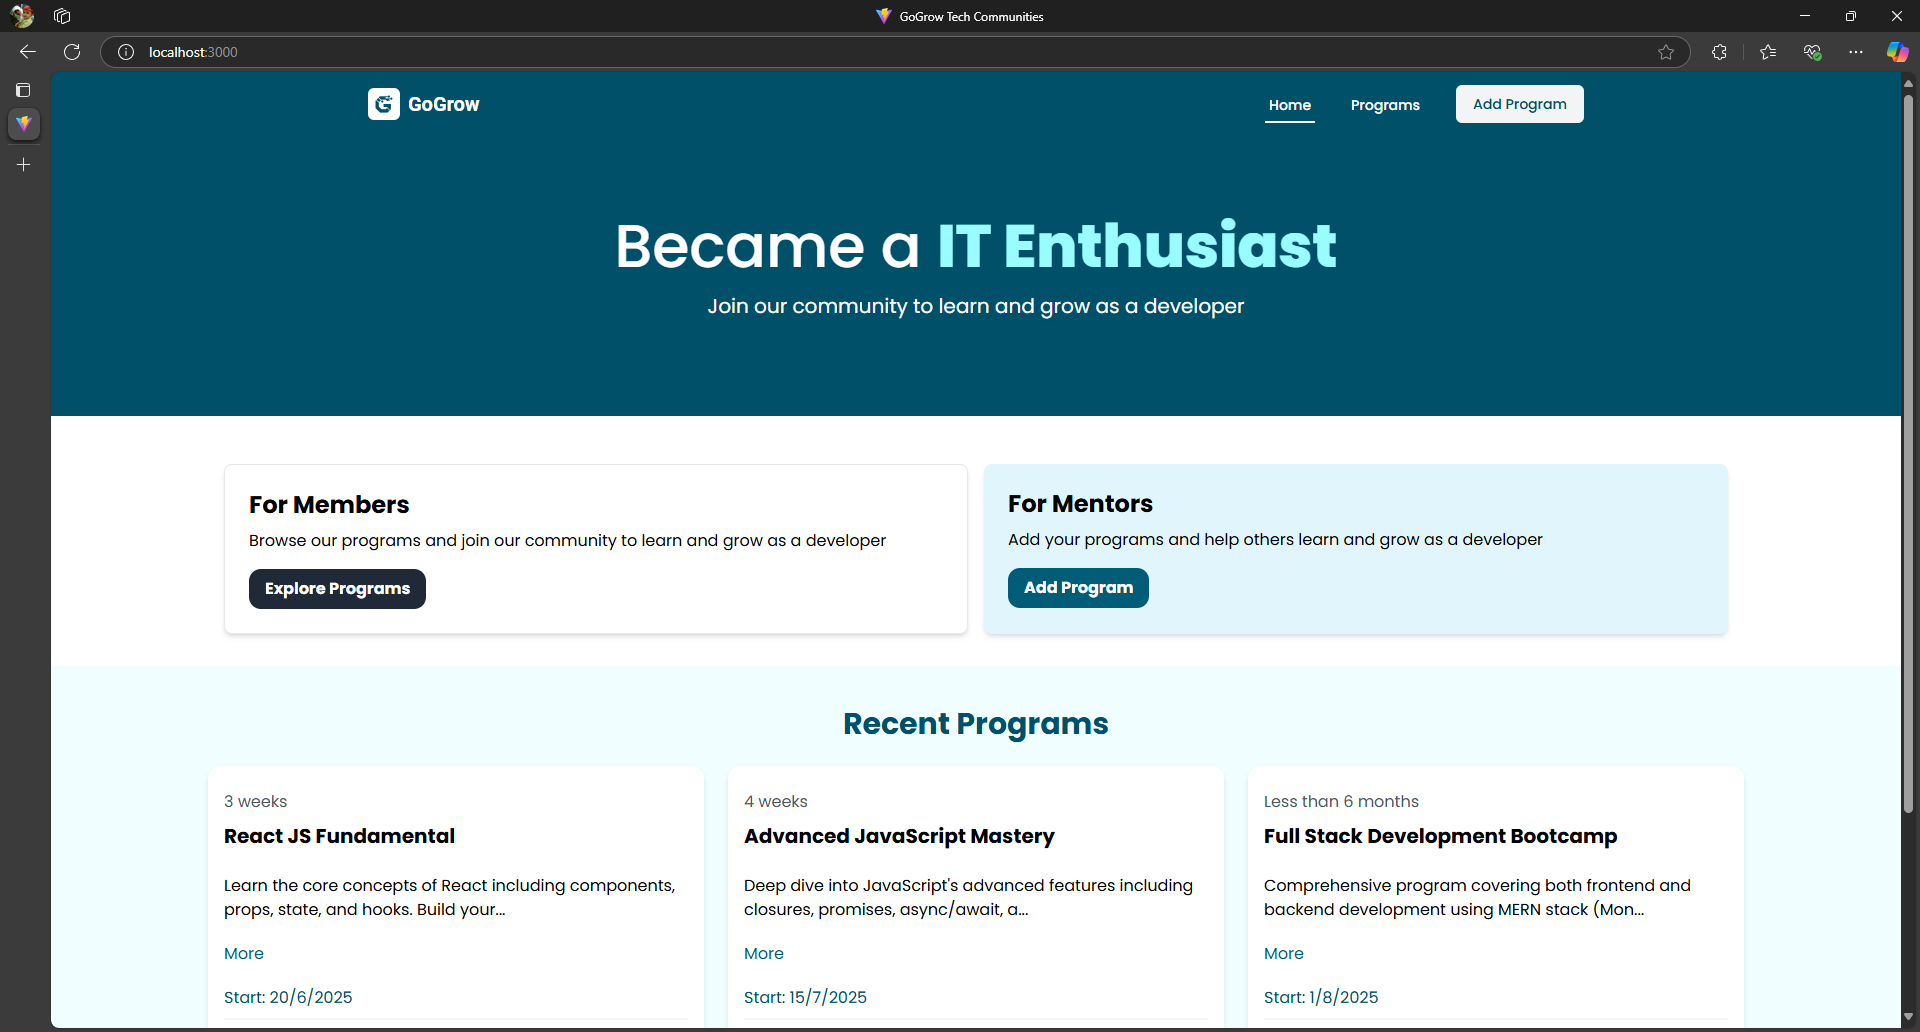 GoGrow Tech Communities
localhost:3000
GoGrow
Home
Programs
Add Program
Became a IT Enthusiast
Join our community to learn and grow as a developer
For Members
Browse our programs and join our community to learn and grow as a developer
Explore Programs
For Mentors
Add your programs and help others learn and grow as a developer
Add Program
Recent Programs
3 weeks
React JS Fundamental
Learn the core concepts of React including components,
props, state, and hooks. Build your...
More
Start: 20/6/2025
4 weeks
Advanced JavaScript Mastery
Deep dive into JavaScript's advanced features including
closures, promises, async/await, a...
More
Start: 15/7/2025
Less than 6 months
Full Stack Development Bootcamp
Comprehensive program covering both frontend and
backend development using MERN stack (Mon...
More
Start: 1/8/2025